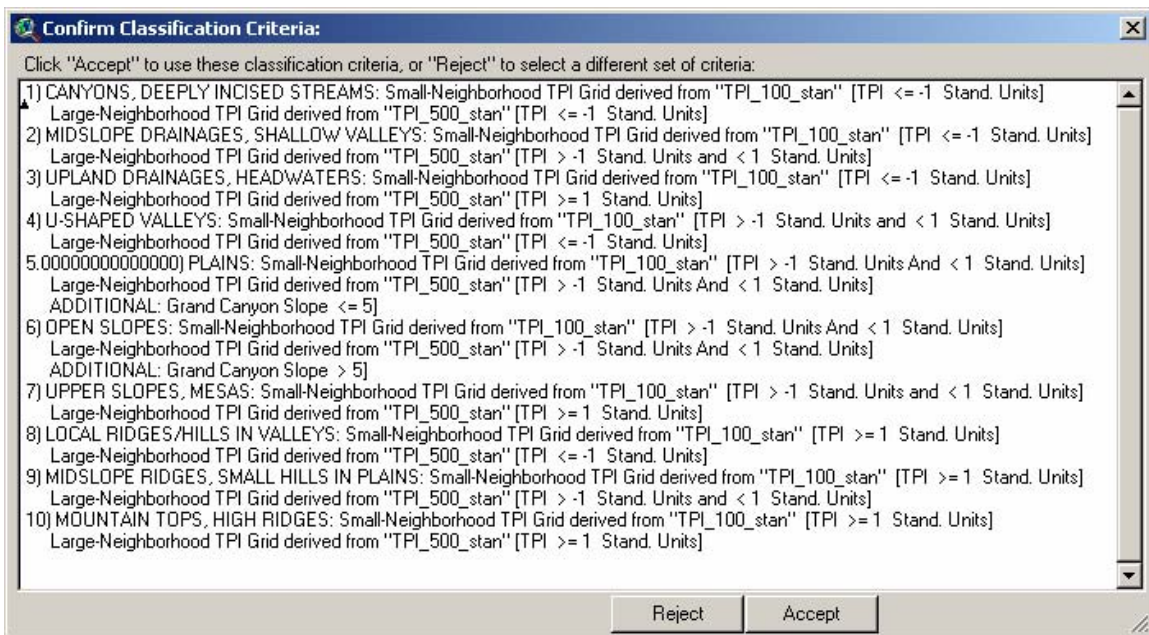 Confirm Classification Criteria:
Click "Accept" to use these classification criteria, or "Reject" to select a different set of criteria:
1) CANYONS, DEEPLY INCISED STREAMS: Small-Neighborhood TPI Grid derived from "TPI_100_stan" [TPI <= -1 Stand. Units]
Large-Neighborhood TPI Grid derived from "TPI_500_stan" [TPI <= -1 Stand. Units]
2) MIDSLOPE DRAINAGES, SHALLOW VALLEYS: Small-Neighborhood TPI Grid derived from "TPI_100_stan" [TPI <= -1 Stand. Units]
Large-Neighborhood TPI Grid derived from "TPI_500_stan" [TPI > -1 Stand. Units and < 1 Stand. Units]
3) UPLAND DRAINAGES, HEADWATERS: Small-Neighborhood TPI Grid derived from "TPI_100_stan" [TPI <= -1 Stand. Units]
Large-Neighborhood TPI Grid derived from "TPI_500_stan" [TPI >= 1 Stand. Units]
4) U-SHAPED VALLEYS: Small-Neighborhood TPI Grid derived from "TPI_100_stan" [TPI > -1 Stand. Units and < 1 Stand. Units]
Large-Neighborhood TPI Grid derived from "TPI_500_stan" [TPI <= -1 Stand. Units]
5.00000000000000) PLAINS: Small-Neighborhood TPI Grid derived from "TPI_100_stan" [TPI > -1 Stand. Units And < 1 Stand. Units]
Large-Neighborhood TPI Grid derived from "TPI_500_stan" [TPI > -1 Stand. Units And < 1 Stand. Units]
ADDITIONAL: Grand Canyon Slope <= 5]
6) OPEN SLOPES: Small-Neighborhood TPI Grid derived from "TPI_100_stan" [TPI > -1 Stand. Units And < 1 Stand. Units]
Large-Neighborhood TPI Grid derived from "TPI_500_stan" [TPI > -1 Stand. Units And < 1 Stand. Units]
ADDITIONAL: Grand Canyon Slope > 5]
7) UPPER SLOPES, MESAS: Small-Neighborhood TPI Grid derived from "TPI_100_stan" [TPI > -1 Stand. Units and < 1 Stand. Units]
Large-Neighborhood TPI Grid derived from "TPI_500_stan" [TPI >= 1 Stand. Units]
8) LOCAL RIDGES/HILLS IN VALLEYS: Small-Neighborhood TPI Grid derived from "TPI_100_stan" [TPI >= 1 Stand. Units]
Large-Neighborhood TPI Grid derived from "TPI_500_stan" [TPI <= -1 Stand. Units]
9) MIDSLOPE RIDGES, SMALL HILLS IN PLAINS: Small-Neighborhood TPI Grid derived from "TPI_100_stan" [TPI >= 1 Stand. Units]
Large-Neighborhood TPI Grid derived from "TPI_500_stan" [TPI > -1 Stand. Units and < 1 Stand. Units]
10) MOUNTAIN TOPS, HIGH RIDGES: Small-Neighborhood TPI Grid derived from "TPI_100_stan" [TPI >= 1 Stand. Units]
Large-Neighborhood TPI Grid derived from "TPI_500_stan" [TPI >= 1 Stand. Units]
Reject Accept